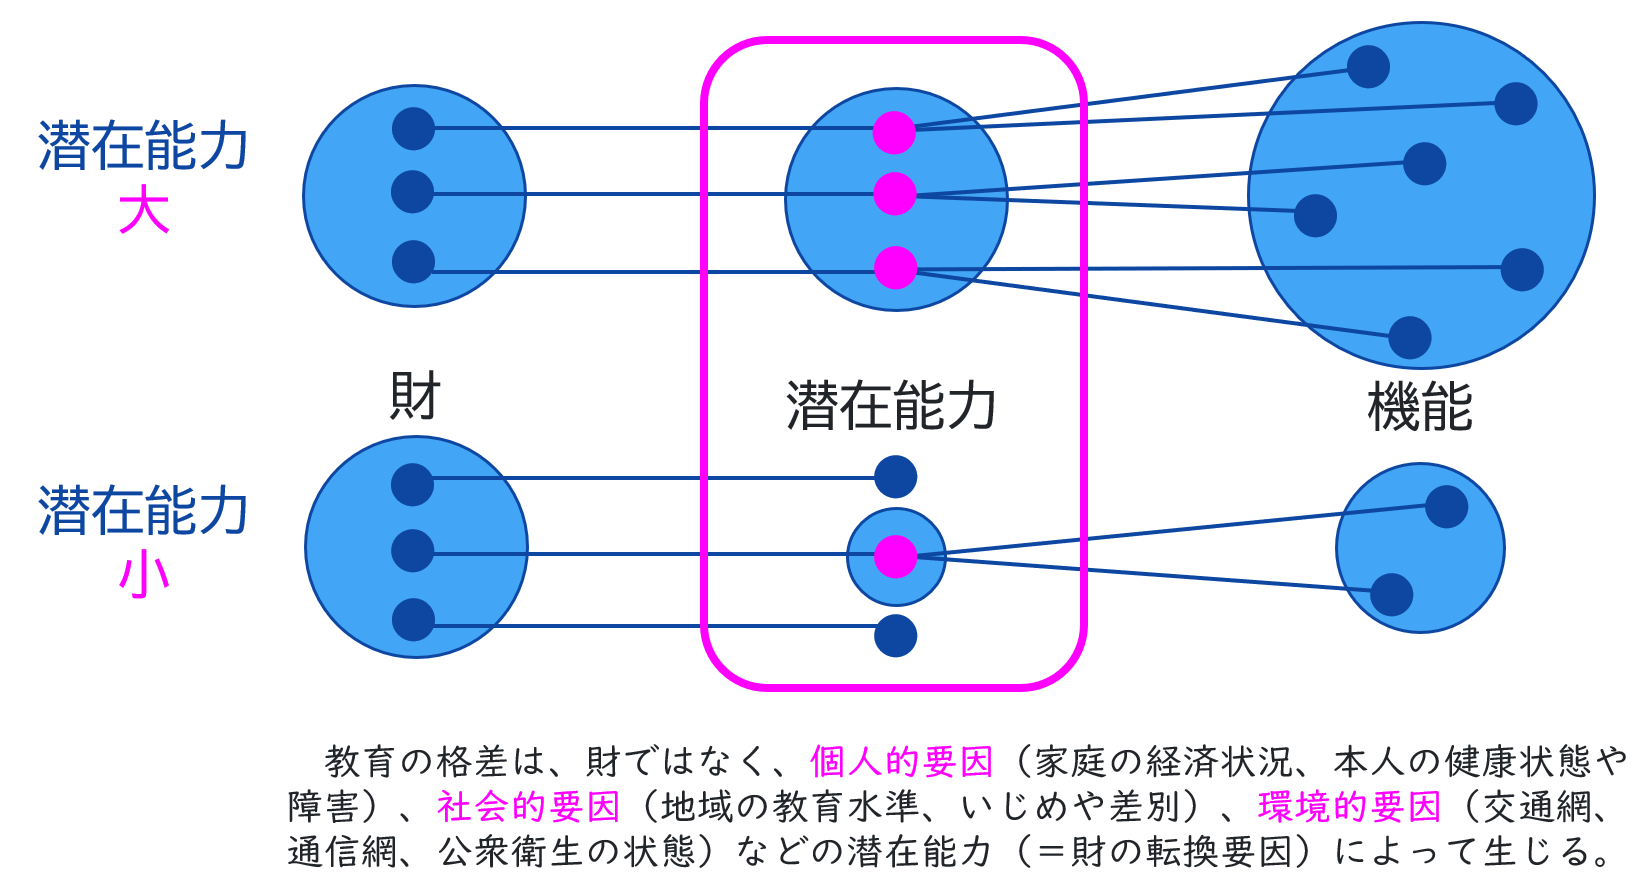 潜在能力
大
財
潜在能力
機能
潜在能力
小
教育の格差は、財ではなく、個人的要因（家庭の経済状況、本人の健康状態や
障害）、社会的要因（地域の教育水準、いじめや差別）、環境的要因（交通網、
通信網、公衆衛生の状態）などの潜在能力（＝財の転換要因）によって生じる。